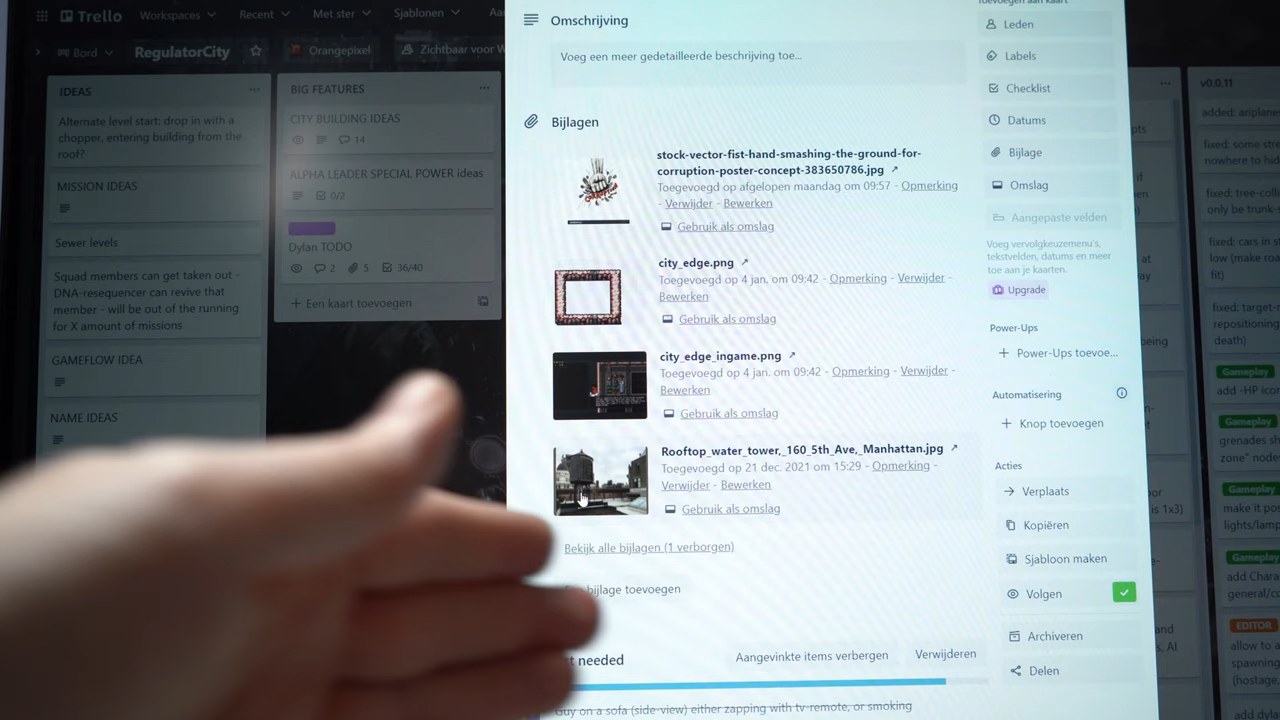 Trello
Workspaces
Recent
Met ster
Sjablonen
Bord
RegulatorCity
Orangepixel
Zichtbaar voor W
IDEAS
Alternate level start: drop in with a
chopper, entering building from the
roof?
MISSION IDEAS
Sewer levels
Squad members can get taken out -
DNA-resequencer can revive that
member - will be out of the running
for X amount of missions
GAMEFLOW IDEA
NAME IDEAS
BIG FEATURES
CITY BUILDING IDEAS
14
ALPHA LEADER SPECIAL POWER ideas
0/2
Dylan TODO
2
5
36/40
+ Een kaart toevoegen
Omschrijving
Voeg een meer gedetailleerde beschrijving toe...
Bijlagen
stock-vector-fist-hand-smashing-the-ground-for-
corruption-poster-concept-383650786.jpg
Toegevoegd op afgelopen maandag om 09:57 - Opmerking
- Verwijder - Bewerken
Gebruik als omslag
city_edge.png
Toegevoegd op 4 jan. om 09:42 - Opmerking - Verwijder -
Bewerken
Gebruik als omslag
city_edge_ingame.png
Toegevoegd op 4 jan. om 09:42 - Opmerking - Verwijder -
Bewerken
Gebruik als omslag
Rooftop_water_tower,_160_5th_Ave,_Manhattan.jpg
Toegevoegd op 21 dec. 2021 om 15:29 - Opmerking -
Verwijder - Bewerken
Gebruik als omslag
Bekijk alle bijlagen (1 verborgen)
bijlage toevoegen
needed
Aangevinkte items verbergen
Verwijderen
Guy on a sofa (side-view) either zapping with tv-remote, or smoking
Toevoegen aan kaart
Leden
Labels
Checklist
Datums
Bijlage
Omslag
Aangepaste velden
Voeg vervolgkeuzemenu's,
tekstvelden, datums en meer
toe aan je kaarten.
Upgrade
Power-Ups
+ Power-Ups toevoe...
Automatisering
+ Knop toevoegen
Acties
Verplaats
Kopiëren
Sjabloon maken
Volgen
Archiveren
Delen
v0.0.11
added: airplane
fixed: some stre
nowhere to hid
fixed: tree-colla
only be trunk-
fixed: cars in st
low (make roa
fit)
fixed: target-
repositioning
death)
Gameplay
add -HP ico
Gameplay
grenades sh
zone" node
Gameplay
make it pos
lights/lamp
Gameplay
add Chara
general/co
EDITOR
allow to a
spawning
(hostage,
add dyla